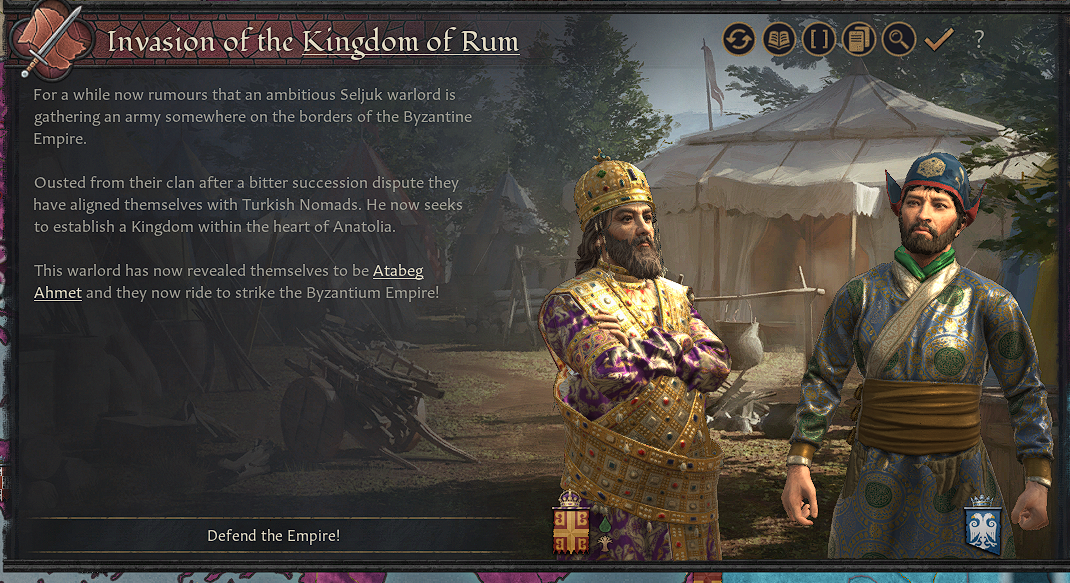 Invasion of the Kingdom of Rum
?
For a while now rumours that an ambitious Seljuk warlord is
gathering an army somewhere on the borders of the Byzantine
Empire.
Ousted from their clan after a bitter succession dispute they
have aligned themselves with Turkish Nomads. He now seeks
to establish a Kingdom within the heart of Anatolia.
This warlord has now revealed themselves to be Atabeg
Ahmet and they now ride to strike the Byzantium Empire!
Defend the Empire!